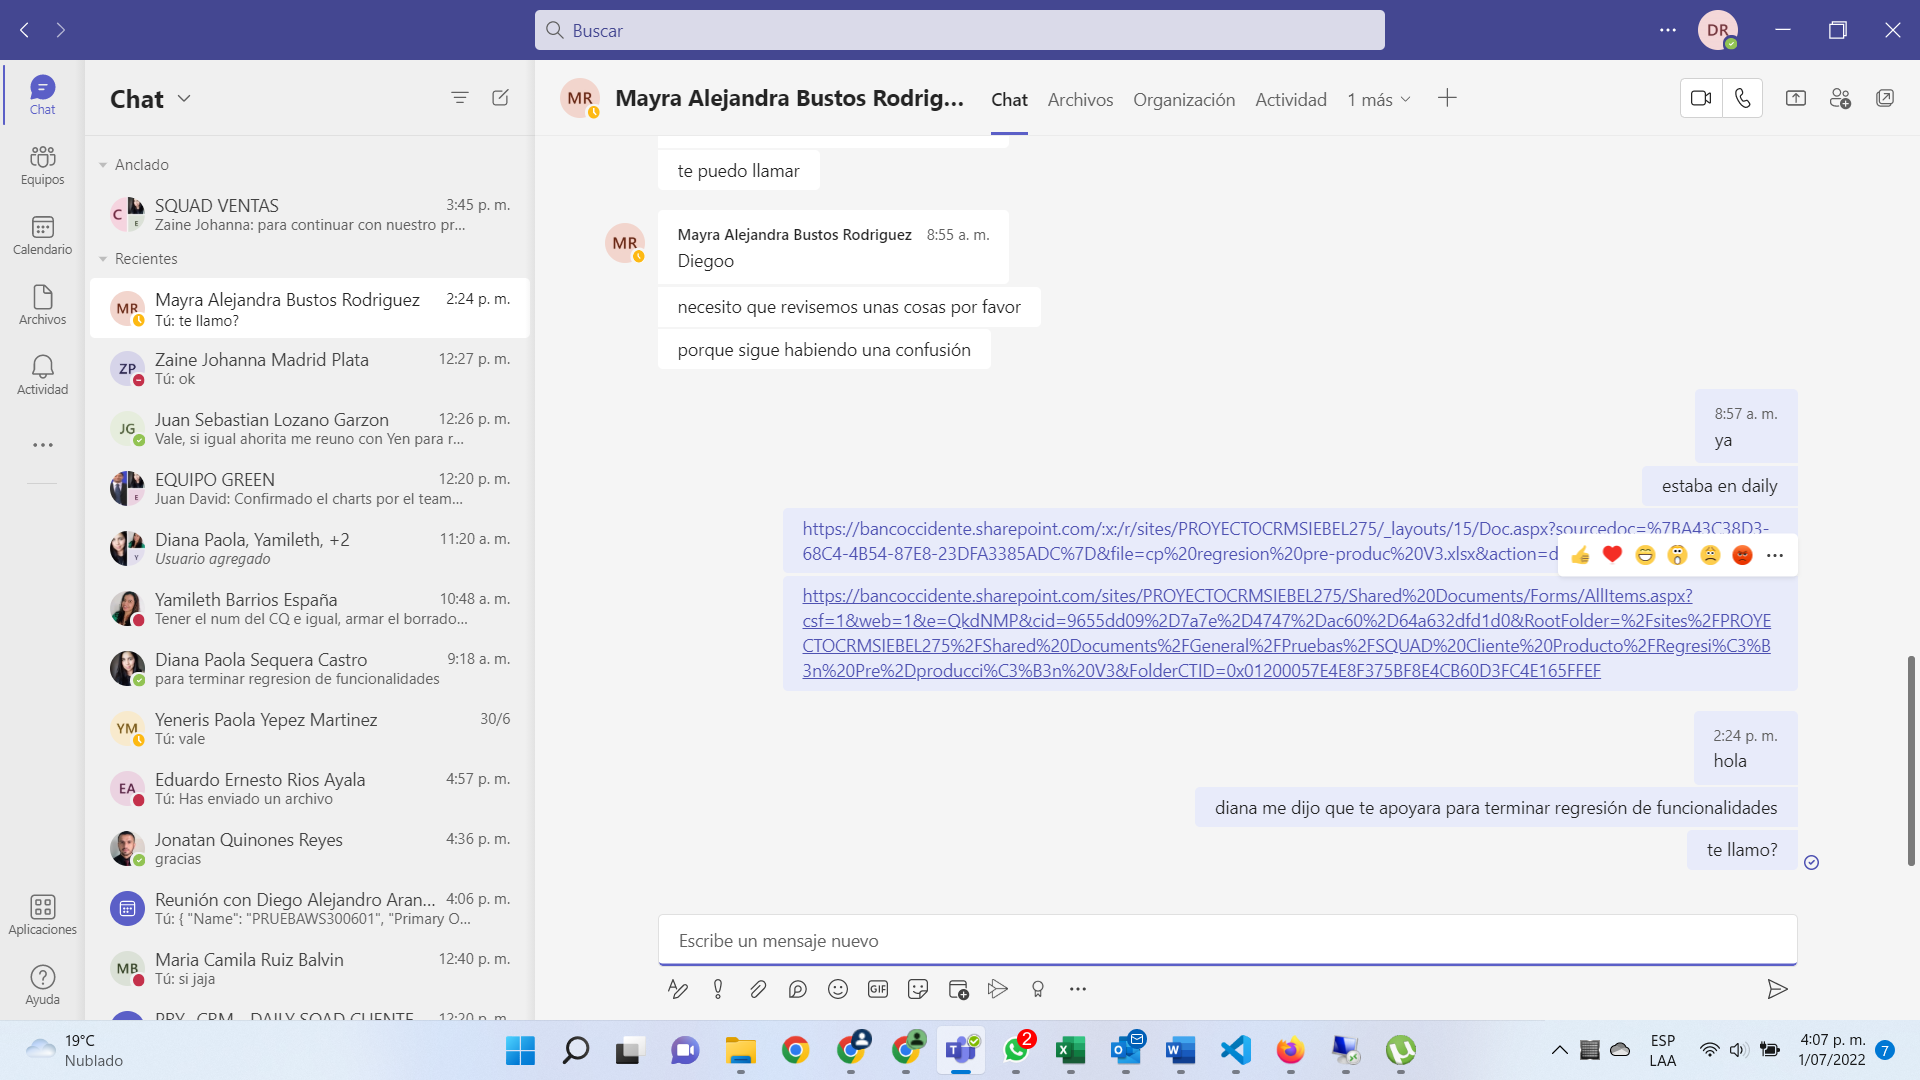 Buscar
DR
Chat
Equipos
Calendario
Archivos
Actividad
Aplicaciones
Ayuda
Chat
Anclado
C
E
SQUAD VENTAS 3:45 p. m.
Zaine Johanna: para continuar con nuestro pr...
Recientes
MR
Mayra Alejandra Bustos Rodriguez 2:24 p. m.
Tú: te llamo?
ZP
Zaine Johanna Madrid Plata 12:27 p. m.
Tú: ok
JG
Juan Sebastian Lozano Garzon 12:26 p. m.
Vale, si igual ahorita me reuno con Yen para r...
E
EQUIPO GREEN 12:20 p. m.
Juan David: Confirmado el charts por el team...
Y
Diana Paola, Yamileth, +2 11:20 a. m.
Usuario agregado
Yamileth Barrios España 10:48 a. m.
Tener el num del CQ e igual, armar el borrado...
Diana Paola Sequera Castro 9:18 a. m.
para terminar regresion de funcionalidades
YM
Yeneris Paola Yepez Martinez 30/6
Tú: vale
EA
Eduardo Ernesto Rios Ayala 4:57 p. m.
Tú: Has enviado un archivo
Jonatan Quinones Reyes 4:36 p. m.
gracias
Reunión con Diego Alejandro Aran... 4:06 p. m.
Tú: { "Name": "PRUEBAWS300601", "Primary O...
MB
Maria Camila Ruiz Balvin 12:40 p. m.
Tú: si jaja
PRY_CRM - DAILY SQAD CLIENTE 12:20 p. m.
MR
Mayra Alejandra Bustos Rodrig...
Chat Archivos Organización Actividad 1 más
te puedo llamar
MR
Mayra Alejandra Bustos Rodriguez 8:55 a. m.
Diegoo
necesito que revisemos unas cosas por favor
porque sigue habiendo una confusión
8:57 a. m.
ya
estaba en daily
https://bancoccidente.sharepoint.com/:x:/r/sites/PROYECTOCRMSIEBEL275/_layouts/15/Doc.aspx?sourcedoc=%7BA43C38D3-
68C4-4B54-87E8-23DFA3385ADC%7D&file=cp%20regresion%20pre-produc%20V3.xlsx&action=d
https://bancoccidente.sharepoint.com/sites/PROYECTOCRMSIEBEL275/Shared%20Documents/Forms/AllItems.aspx?
csf=1&web=1&e=QkdNMP&cid=9655dd09%2D7a7e%2D4747%2Dac60%2D64a632dfd1d0&RootFolder=%2Fsites%2FPROYE
CTOCRMSIEBEL275%2FShared%20Documents%2FGeneral%2FPruebas%2FSQUAD%20Cliente%20Producto%2FRegresi%C3%B
3n%20Pre%2Dproducci%C3%B3n%20V3&FolderCTID=0x01200057E4E8F375BF8E4CB60D3FC4E165FFEF
2:24 p. m.
hola
diana me dijo que te apoyara para terminar regresión de funcionalidades
te llamo?
Escribe un mensaje nuevo
GIF
19°C
Nublado
2
ESP
LAA
4:07 p. m.
1/07/2022
7